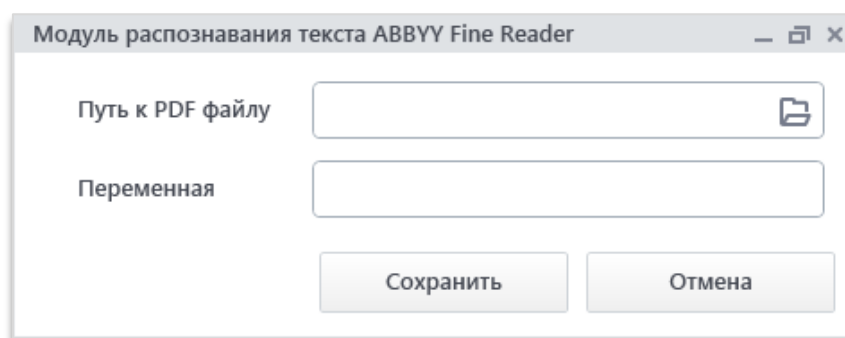 Модуль распознавания текста ABBYY Fine Reader
Путь к PDF файлу
Переменная
Сохранить Отмена